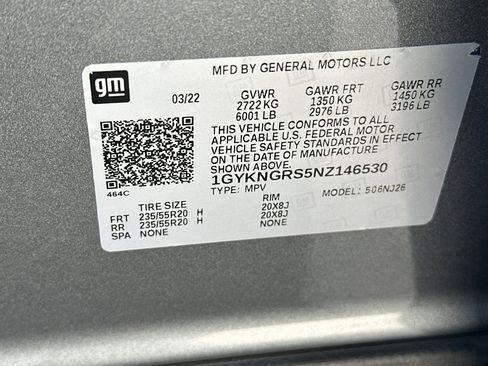 gm
MFD BY GENERAL MOTORS LLC
03/22 GVWR GAWR FRT GAWR RR
2722 KG 1350 KG 1450 KG
6001 LB 2976 LB 3196 LB
THIS VEHICLE CONFORMS TO ALL
APPLICABLE U.S. FEDERAL MOTOR
VEHICLE SAFETY STANDARDS IN EFFECT
ON THE DATE OF MANUFACTURE
SHOWN ABOVE.
1GYKNGRS5NZ146530
464C TYPE: MPV MODEL: 506NJ26
TIRE SIZE RIM
FRT 235/55R20 H 20X8J
RR 235/55R20 H 20X8J
SPA NONE NONE